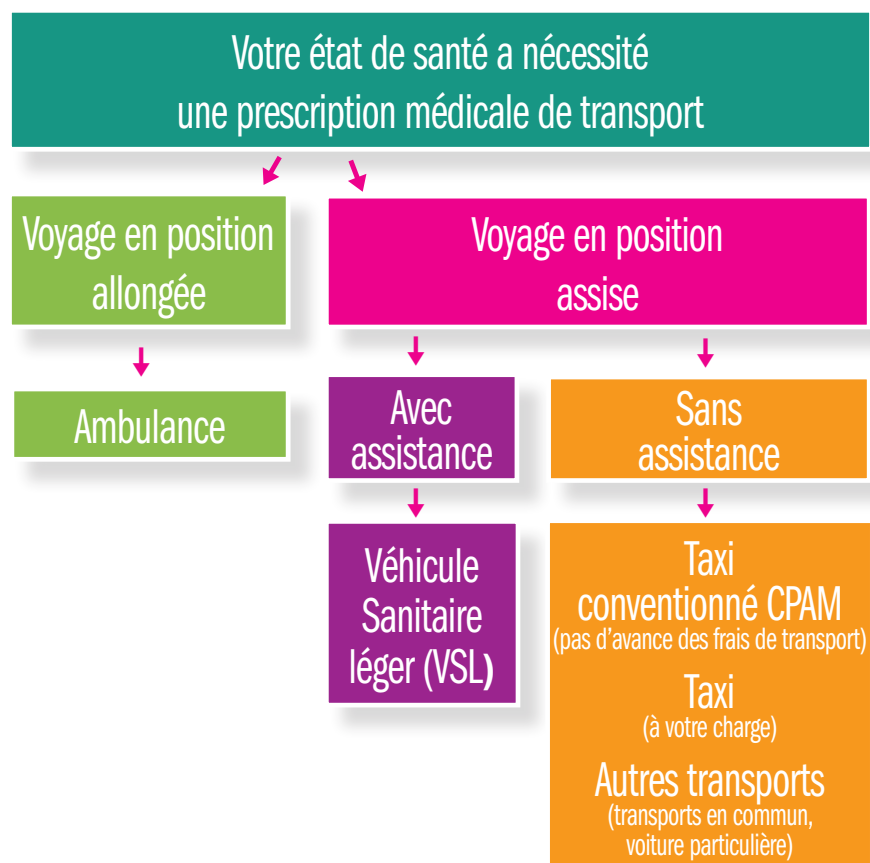 Votre état de santé a nécessité
une prescription médicale de transport
Voyage en position
allongée
Voyage en position
assise
Ambulance
Avec
assistance
Sans
assistance
Véhicule
Sanitaire
léger (VSL)
Taxi
conventionné CPAM
(pas d'avance des frais de transport)
Taxi
(à votre charge)
Autres transports
(transports en commun,
voiture particulière)